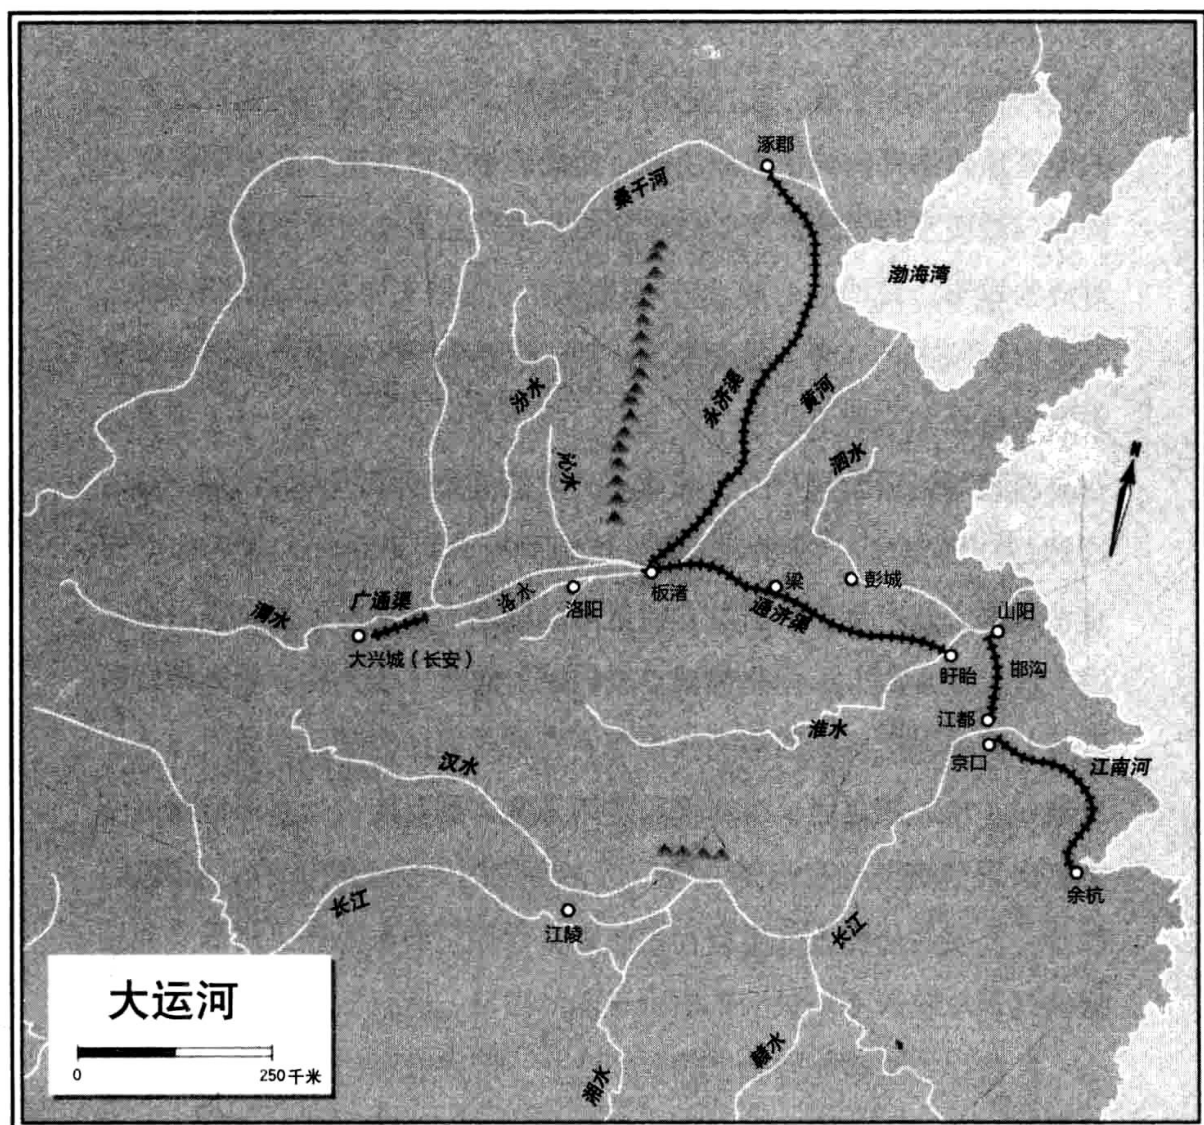 涿郡
桑干河
渤海湾
永济渠
黄河
汾水
沁水
泗水
N
广通渠
渭水
洛水
洛阳
板渚
梁
彭城
通济渠
山阳
大兴城（长安）
盱眙
邯沟
江都
淮水
京口
江南河
汉水
余杭
长江
江陵
长江
赣水
湘水
大运河
0
250千米